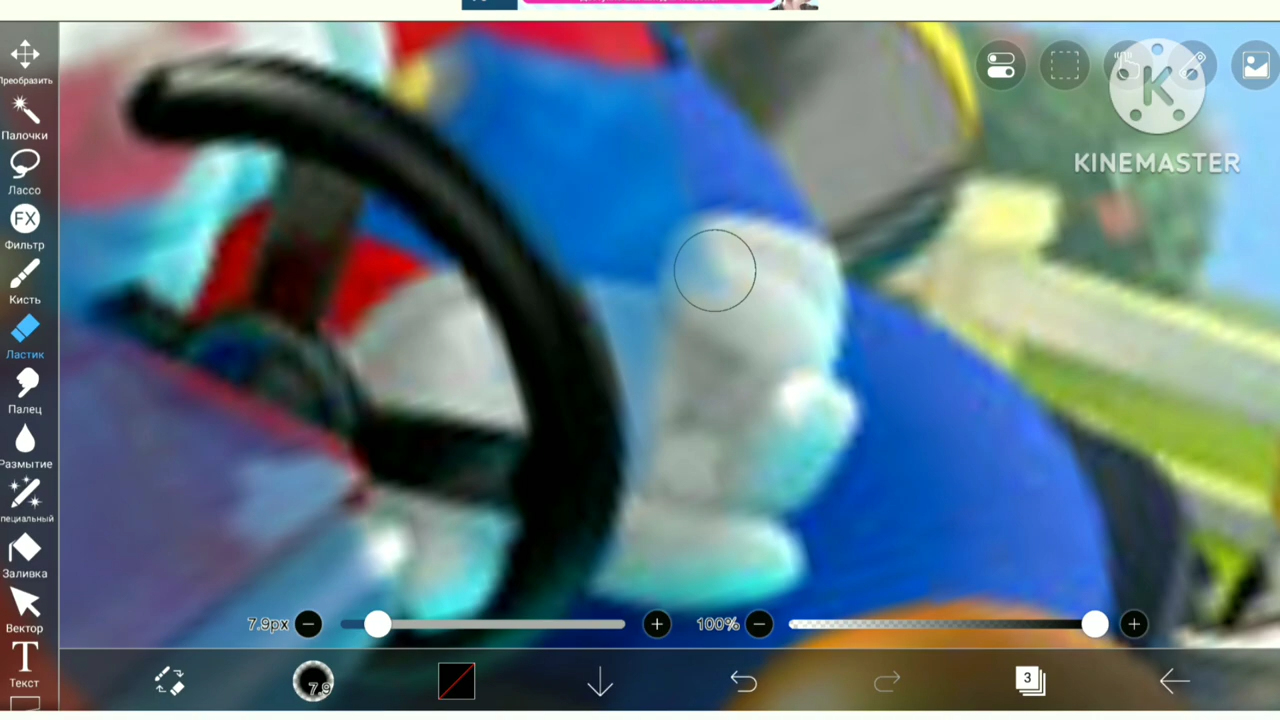 Преобразить
Палочки
Лассо
FX
Фильтр
Кисть
Ластик
Палец
Размытие
пециальный
Заливка
Вектор
T
Текст
K
KINEMASTER
7.9px
100%
7.9
3